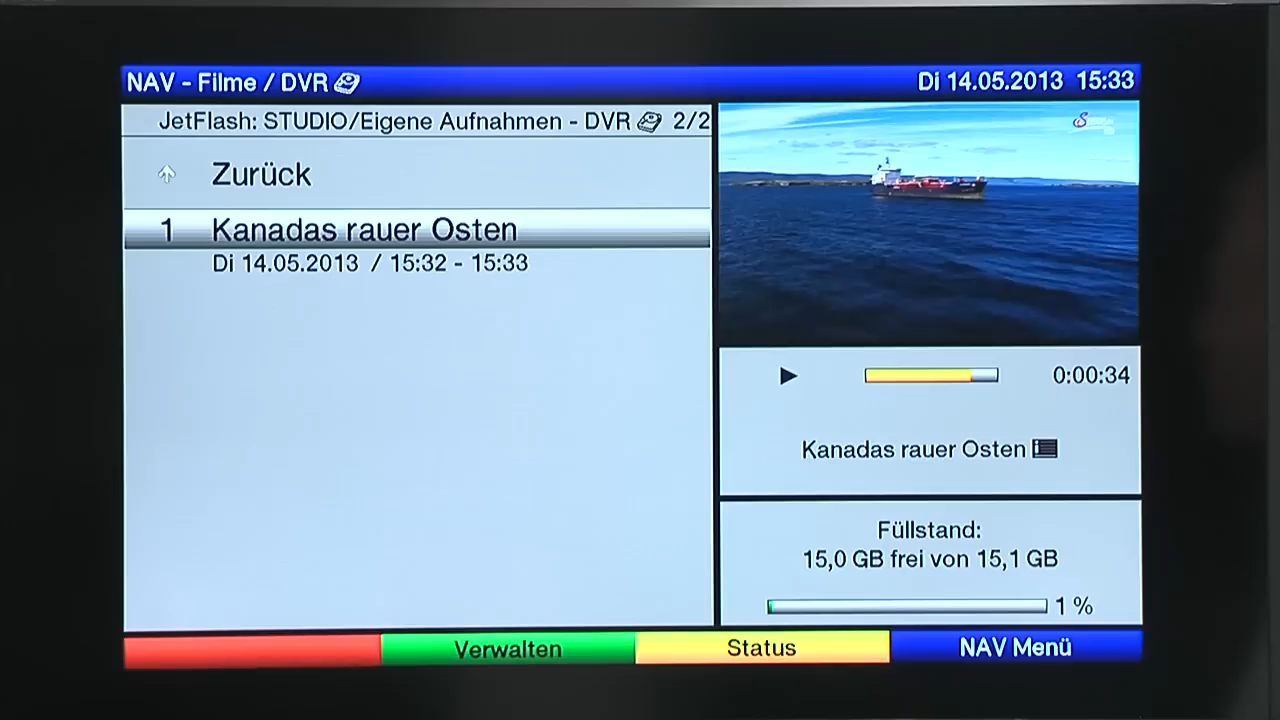 NAV - Filme / DVR
Di 14.05.2013 15:33
JetFlash: STUDIO/Eigene Aufnahmen - DVR 2/2
Zurück
1 Kanadas rauer Osten
Di 14.05.2013 / 15:32 - 15:33
0:00:34
Kanadas rauer Osten
Füllstand:
15,0 GB frei von 15,1 GB
1 %
Verwalten
Status
NAV Menü